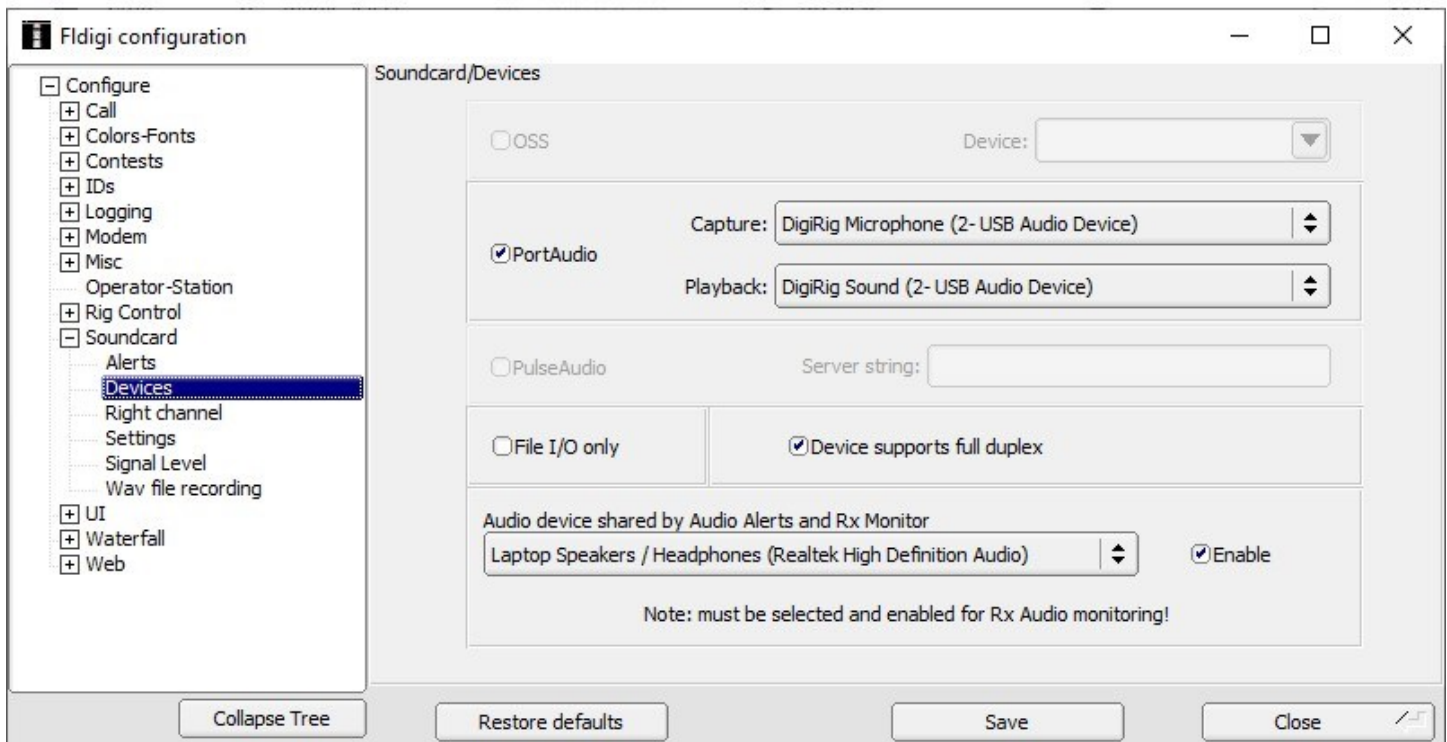 Fldigi configuration
Configure
Call
Colors-Fonts
Contests
IDs
Logging
Modem
Misc
Operator-Station
Rig Control
Soundcard
Alerts
Devices
Right channel
Settings
Signal Level
Wav file recording
UI
Waterfall
Web
Collapse Tree
Soundcard/Devices
OSS Device:
Capture: DigiRig Microphone (2- USB Audio Device)
PortAudio
Playback: DigiRig Sound (2- USB Audio Device)
PulseAudio Server string:
File I/O only Device supports full duplex
Audio device shared by Audio Alerts and Rx Monitor
Laptop Speakers / Headphones (Realtek High Definition Audio) Enable
Note: must be selected and enabled for Rx Audio monitoring!
Restore defaults Save Close